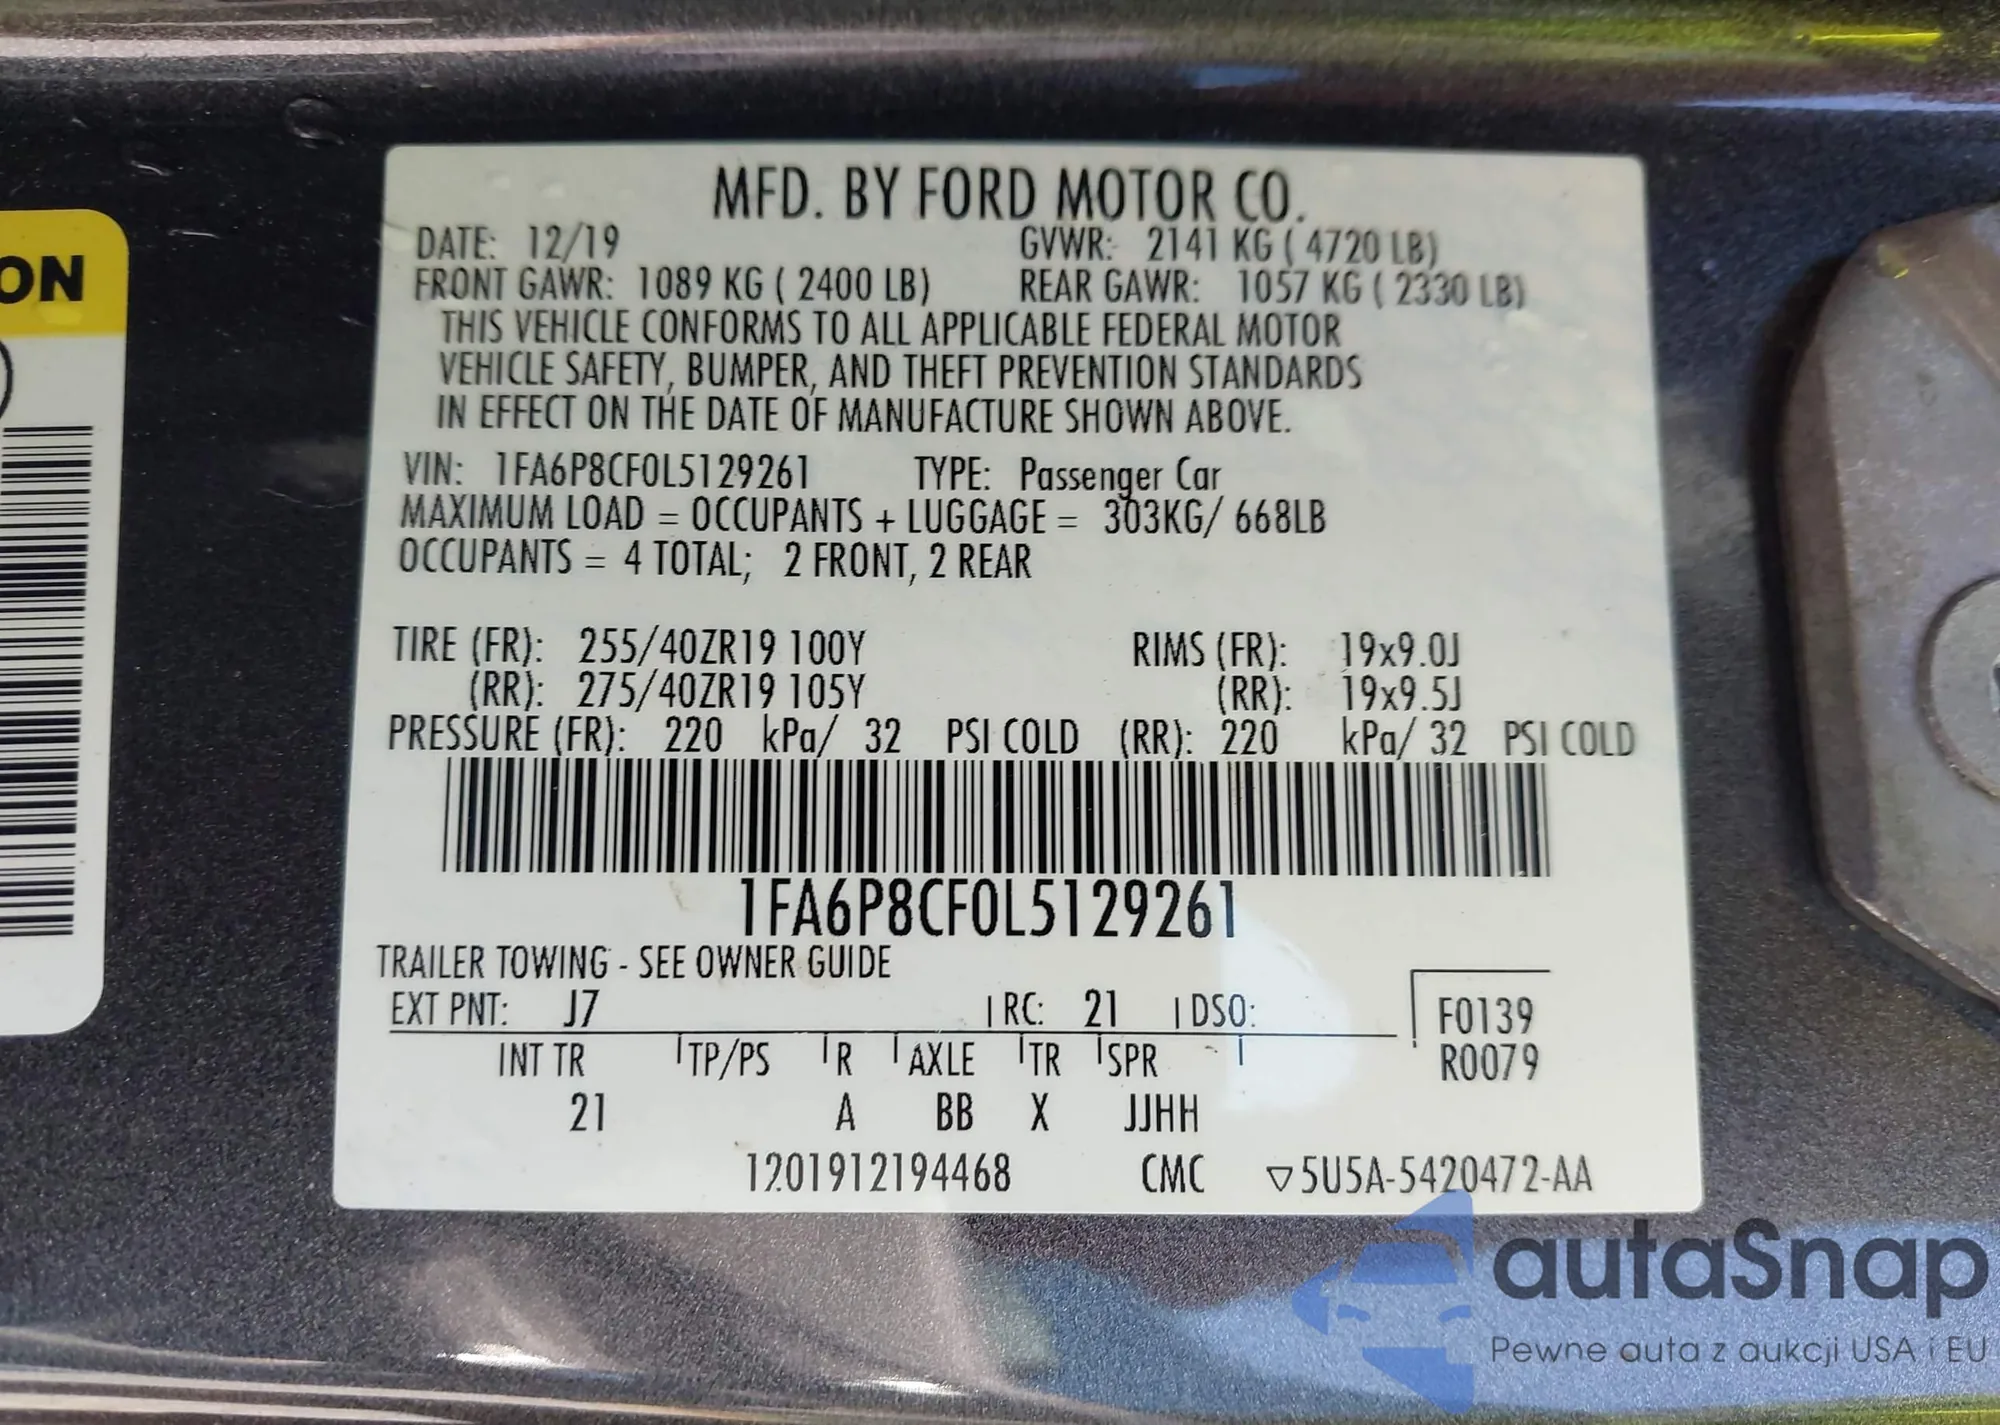 MFD. BY FORD MOTOR CO.
DATE: 12/19 GVWR: 2141 KG ( 4720 LB)
FRONT GAWR: 1089 KG ( 2400 LB) REAR GAWR: 1057 KG ( 2330 LB)
THIS VEHICLE CONFORMS TO ALL APPLICABLE FEDERAL MOTOR
VEHICLE SAFETY, BUMPER, AND THEFT PREVENTION STANDARDS
IN EFFECT ON THE DATE OF MANUFACTURE SHOWN ABOVE.
VIN: 1FA6P8CF0L5129261 TYPE: Passenger Car
MAXIMUM LOAD = OCCUPANTS + LUGGAGE = 303KG/ 668LB
OCCUPANTS = 4 TOTAL; 2 FRONT, 2 REAR
TIRE (FR): 255/40ZR19 100Y RIMS (FR): 19x9.0J
(RR): 275/40ZR19 105Y (RR): 19x9.5J
PRESSURE (FR): 220 kPa/ 32 PSI COLD (RR): 220 kPa/ 32 PSI COLD
1FA6P8CF0L5129261
TRAILER TOWING - SEE OWNER GUIDE
EXT PNT: J7 RC: 21 DSO: F0139
INT TR TP/PS R AXLE TR SPR R0079
21 A BB X JJHH
1201912194468 CMC ▽5U5A-5420472-AA
ON
autaSnap
Pewne auta z aukcji USA i EU